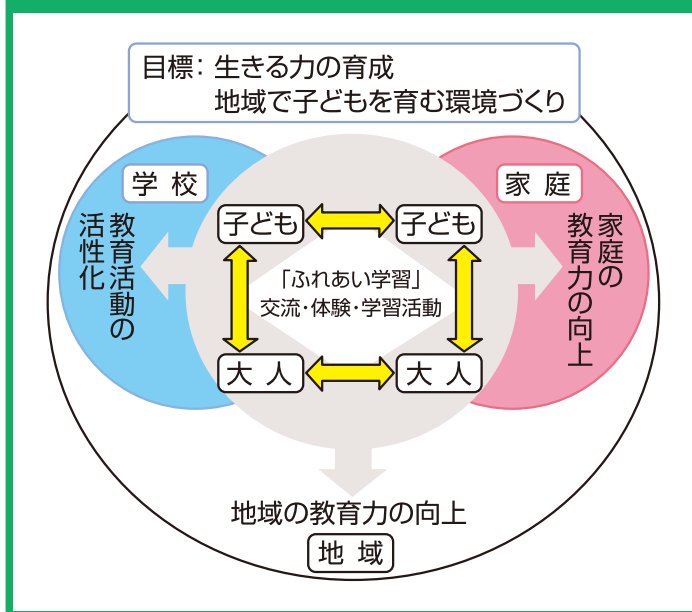 目標：生きる力の育成
地域で子どもを育む環境づくり
学校
家庭
教育活動の
活性化
子ども
子ども
家庭の
教育力の向上
「ふれあい学習」
交流・体験・学習活動
大人
大人
地域の教育力の向上
地域